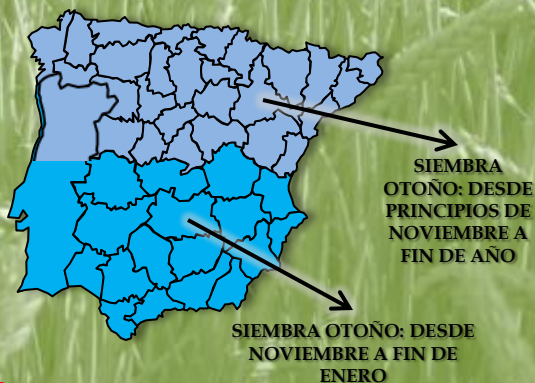 SIEMBRA
OTOÑO: DESDE
PRINCIPIOS DE
NOVIEMBRE A
FIN DE AÑO
SIEMBRA OTOÑO: DESDE
NOVIEMBRE A FIN DE
ENERO